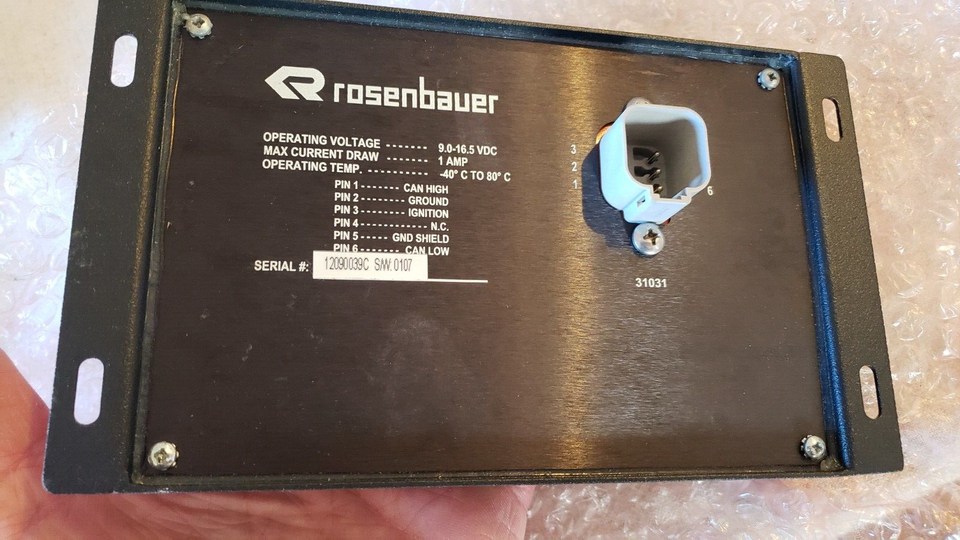 rosenbauer
OPERATING VOLTAGE ------ 9.0-16.5 VDC
MAX CURRENT DRAW ------ 1 AMP
OPERATING TEMP. --------- -40° C TO 80° C
PIN 1 ------- CAN HIGH
PIN 2 -------- GROUND
PIN 3 -------- IGNITION
PIN 4 ------------ N.C.
PIN 5 ----- GND SHIELD
PIN 6 ------- CAN LOW
SERIAL #: 12090039C S/W. 0107
3
2
1
6
31031